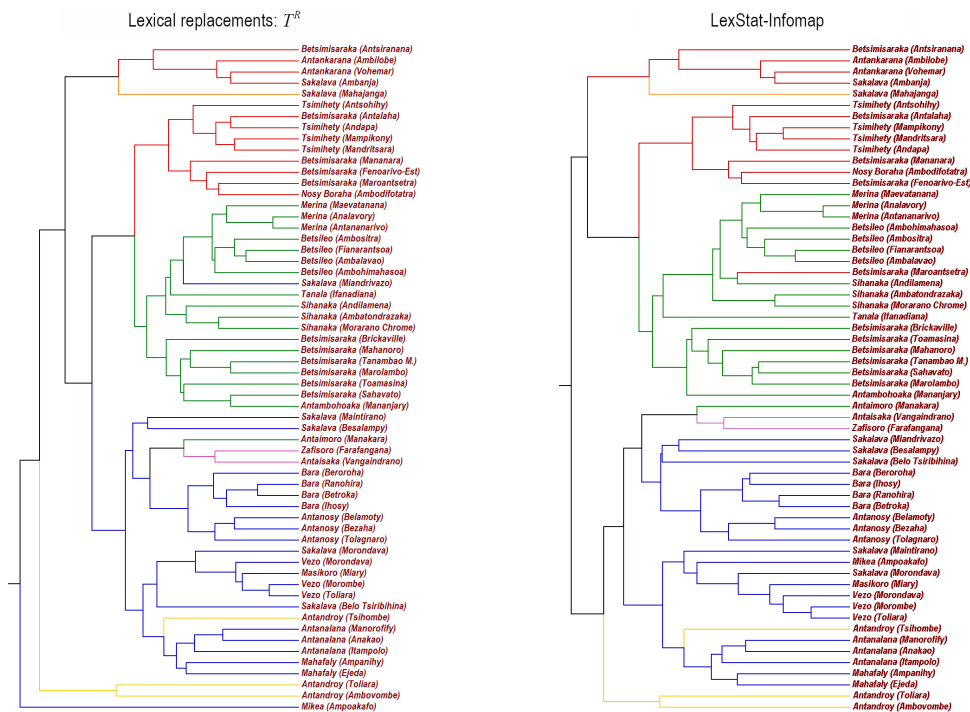 Lexical replacements: T^R
Betsimisaraka (Antsiranana)
Antankarana (Ambilobe)
Antankarana (Vohemar)
Sakalava (Ambanja)
Sakalava (Mahajanga)
Tsimihety (Antsohihy)
Betsimisaraka (Antalaha)
Tsimihety (Andapa)
Tsimihety (Mampikony)
Tsimihety (Mandritsara)
Betsimisaraka (Mananara)
Betsimisaraka (Fenoarivo-Est)
Betsimisaraka (Maroantsetra)
Nosy Boraha (Ambodifotatra)
Merina (Maevatanana)
Merina (Analavory)
Merina (Antananarivo)
Betsileo (Ambositra)
Betsileo (Fianarantsoa)
Betsileo (Ambalavao)
Betsileo (Ambohimahasoa)
Sakalava (Miandrivazo)
Tanala (Ifanadiana)
Sihanaka (Andilamena)
Sihanaka (Ambatondrazaka)
Sihanaka (Morarano Chrome)
Betsimisaraka (Brickaville)
Betsimisaraka (Mahanoro)
Betsimisaraka (Tanambao M.)
Betsimisaraka (Marolambo)
Betsimisaraka (Toamasina)
Betsimisaraka (Sahavato)
Antambohoaka (Mananjary)
Sakalava (Maintirano)
Sakalava (Besalampy)
Antaimoro (Manakara)
Zafisoro (Farafangana)
Antaisaka (Vangaindrano)
Bara (Beroroha)
Bara (Ranohira)
Bara (Betroka)
Bara (Ihosy)
Antanosy (Belamoty)
Antanosy (Bezaha)
Antanosy (Tolagnaro)
Sakalava (Morondava)
Vezo (Morondava)
Masikoro (Miary)
Vezo (Morombe)
Vezo (Toliara)
Sakalava (Belo Tsiribihina)
Antandroy (Tsihombe)
Antanalana (Manorofify)
Antanalana (Anakao)
Antanalana (Itampolo)
Mahafaly (Ampanihy)
Mahafaly (Ejeda)
Antandroy (Toliara)
Antandroy (Ambovombe)
Mikea (Ampoakafo)
LexStat-Infomap
Betsimisaraka (Antsiranana)
Antankarana (Ambilobe)
Antankarana (Vohemar)
Sakalava (Ambanja)
Sakalava (Mahajanga)
Tsimihety (Antsohihy)
Betsimisaraka (Antalaha)
Tsimihety (Mampikony)
Tsimihety (Mandritsara)
Tsimihety (Andapa)
Betsimisaraka (Mananara)
Nosy Boraha (Ambodifotatra)
Betsimisaraka (Fenoarivo-Est)
Merina (Maevatanana)
Merina (Analavory)
Merina (Antananarivo)
Betsileo (Ambohimahasoa)
Betsileo (Ambositra)
Betsileo (Fianarantsoa)
Betsileo (Ambalavao)
Betsimisaraka (Maroantsetra)
Sihanaka (Andilamena)
Sihanaka (Ambatondrazaka)
Sihanaka (Morarano Chrome)
Tanala (Ifanadiana)
Betsimisaraka (Brickaville)
Betsimisaraka (Toamasina)
Betsimisaraka (Mahanoro)
Betsimisaraka (Tanambao M.)
Betsimisaraka (Sahavato)
Betsimisaraka (Marolambo)
Antambohoaka (Mananjary)
Antaimoro (Manakara)
Antaisaka (Vangaindrano)
Zafisoro (Farafangana)
Sakalava (Miandrivazo)
Sakalava (Besalampy)
Sakalava (Belo Tsiribihina)
Bara (Beroroha)
Bara (Ihosy)
Bara (Ranohira)
Bara (Betroka)
Antanosy (Belamoty)
Antanosy (Bezaha)
Antanosy (Tolagnaro)
Sakalava (Maintirano)
Mikea (Ampoakafo)
Sakalava (Morondava)
Masikoro (Miary)
Vezo (Morondava)
Vezo (Morombe)
Vezo (Toliara)
Antandroy (Tsihombe)
Antanalana (Manorofify)
Antanalana (Anakao)
Antanalana (Itampolo)
Mahafaly (Ampanihy)
Mahafaly (Ejeda)
Antandroy (Toliara)
Antandroy (Ambovombe)